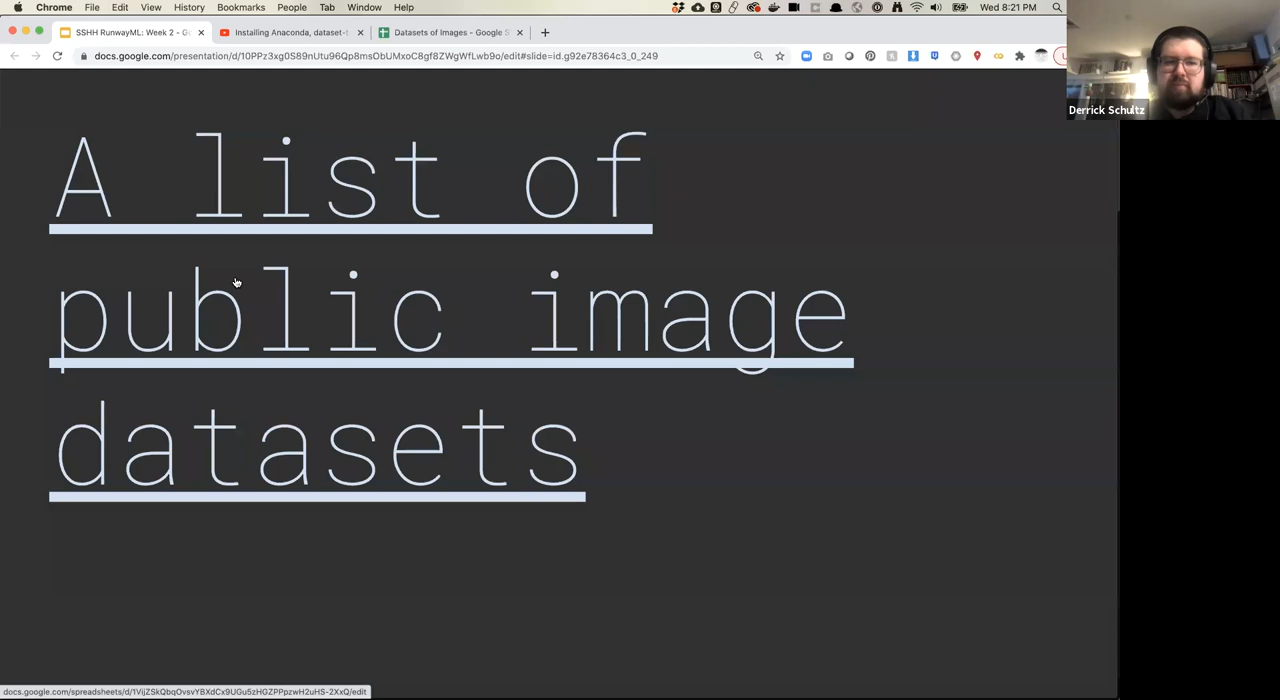 Chrome File Edit View History Bookmarks People Tab Window Help Wed 8:21 PM
SSHH RunwayML: Week 2 - Go
Installing Anaconda, dataset-t
Datasets of Images - Google S
docs.google.com/presentation/d/10PPz3xg0S89nUtu96Qp8msObUMxoC8gf8ZWgWfLwb9o/edit#slide=id.g92e78364c3_0_249
Derrick Schultz
A list of
public image
datasets
docs.google.com/spreadsheets/d/1VijZSkQbqOvsvYBXdCx9UGu5zHGZPPpzwH2uHS-2XxQ/edit